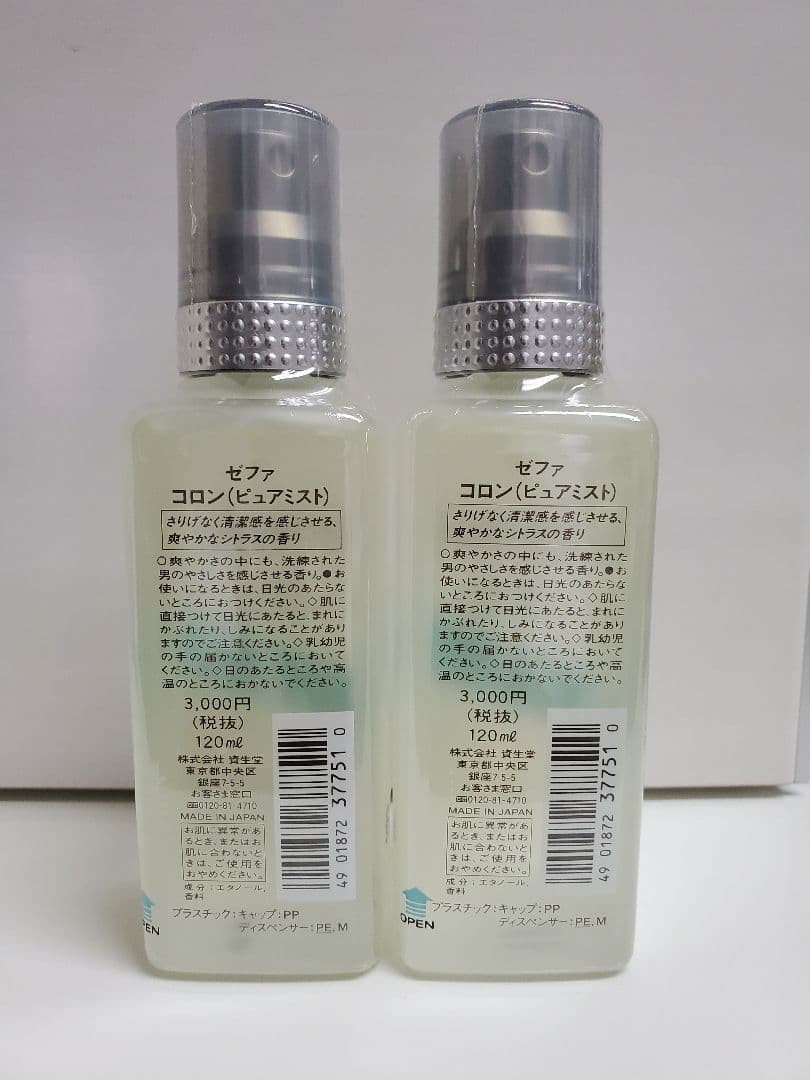 ゼファ
コロン(ピュアミスト)
さりげなく清潔感を感じさせる、
爽やかなシトラスの香り
○爽やかさの中にも、洗練された
男のやさしさを感じさせる香り。●お
使いになるときは、日光のあたらな
いところにおつけください。◇肌に
直接つけて日光にあたると、まれに
かぶれたり、しみになることがあり
ますのでご注意ください。◇乳幼児
の手の届かないところにおいて
ください。◇日のあたるところや高
温のところにおかないでください。
3,000円
(税抜)
120ml
株式会社 資生堂
東京都中央区
銀座7-5-5
お客さま窓口
0120-81-4710
MADE IN JAPAN
お肌に異常があ
るとき、またはお
肌に合わないと
きは、ご使用を
おやめください。
成分:エタノール,
香料
プラスチック:キャップ:PP
ディスペンサー:PE,M
OPEN
49 01872 37751 0
ゼファ
コロン(ピュアミスト)
さりげなく清潔感を感じさせる、
爽やかなシトラスの香り
○爽やかさの中にも、洗練された
男のやさしさを感じさせる香り。●お
使いになるときは、日光のあたらな
いところにおつけください。◇肌に
直接つけて日光にあたると、まれに
かぶれたり、しみになることがあり
ますのでご注意ください。◇乳幼児
の手の届かないところにおいて
ください。◇日のあたるところや高
温のところにおかないでください。
3,000円
(税抜)
120ml
株式会社 資生堂
東京都中央区
銀座7-5-5
お客さま窓口
0120-81-4710
MADE IN JAPAN
お肌に異常があ
るとき、またはお
肌に合わないと
きは、ご使用を
おやめください。
成分:エタノール,
香料
プラスチック:キャップ:PP
ディスペンサー:PE,M
OPEN
49 01872 37751 0